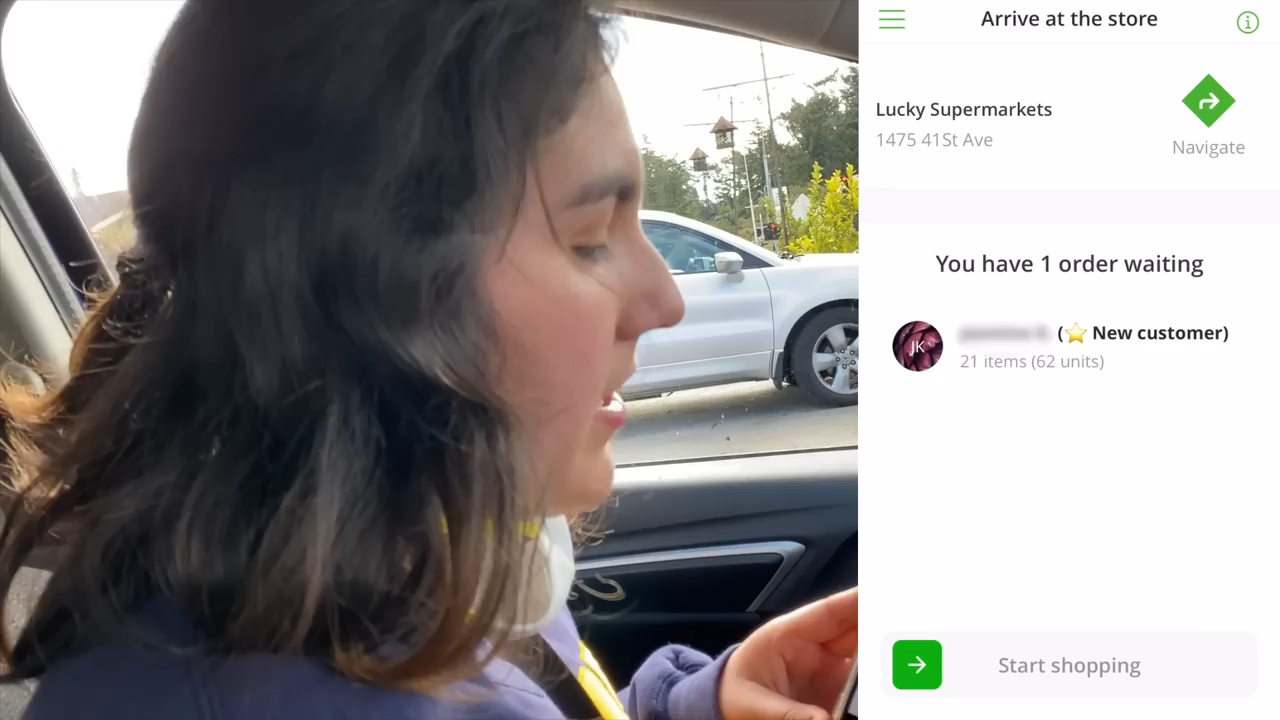 Arrive at the store
Lucky Supermarkets
1475 41St Ave
Navigate
You have 1 order waiting
JK
(⭐ New customer)
21 items (62 units)
Start shopping